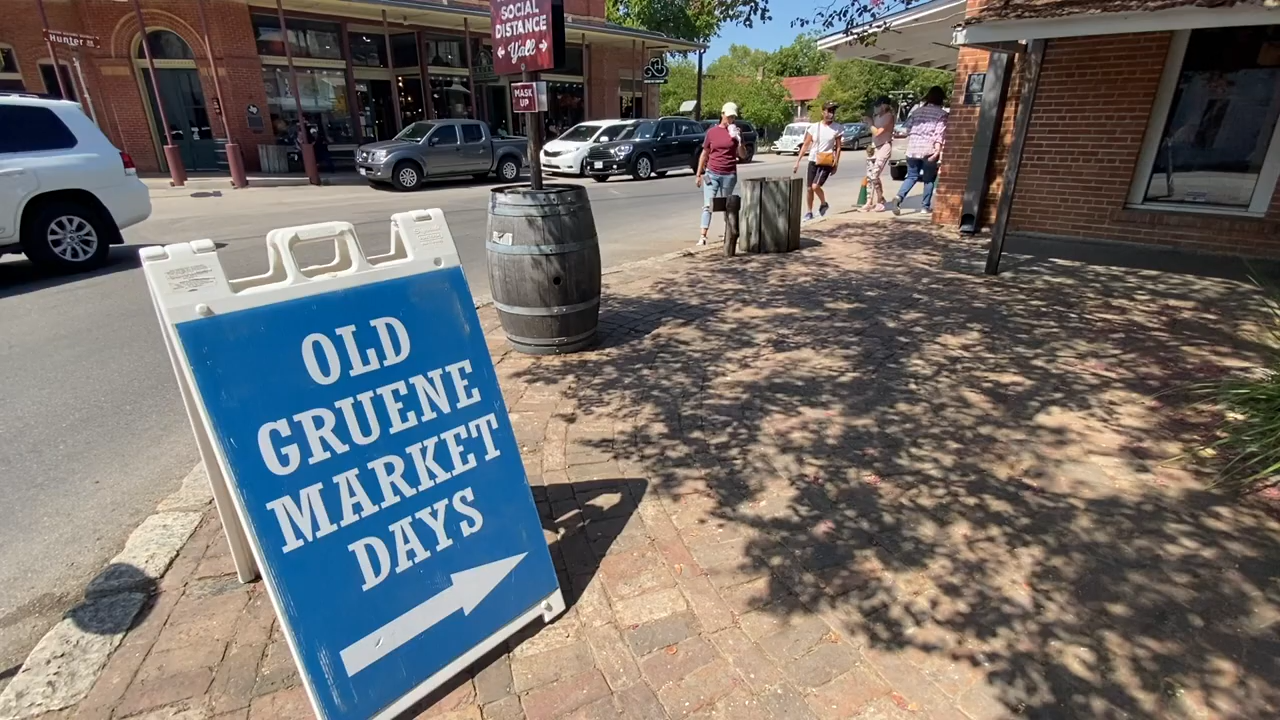 SOCIAL
DISTANCE
Y'all
MASK
UP
Hunter
OLD
GRUENE
MARKET
DAYS